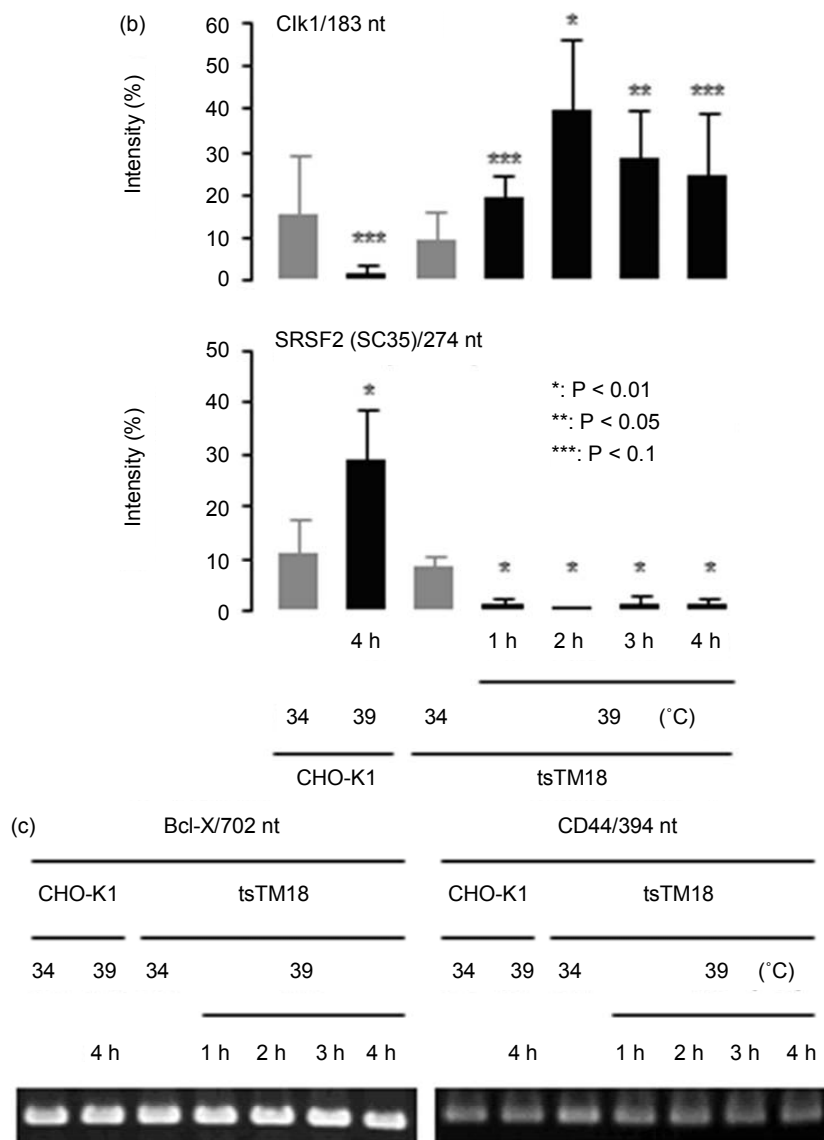 (b)
Clk1/183 nt
Intensity (%)
60
50
40
30
20
10
0
***
***
*
**
***
SRSF2 (SC35)/274 nt
Intensity (%)
50
40
30
20
10
0
*
*: P < 0.01
**: P < 0.05
***: P < 0.1
* * * *
4 h 1 h 2 h 3 h 4 h
34 39 34 39 (˚C)
CHO-K1 tsTM18
(c)
Bcl-X/702 nt CD44/394 nt
CHO-K1 tsTM18 CHO-K1 tsTM18
34 39 34 39 34 39 34 39 (˚C)
4 h 1 h 2 h 3 h 4 h 4 h 1 h 2 h 3 h 4 h